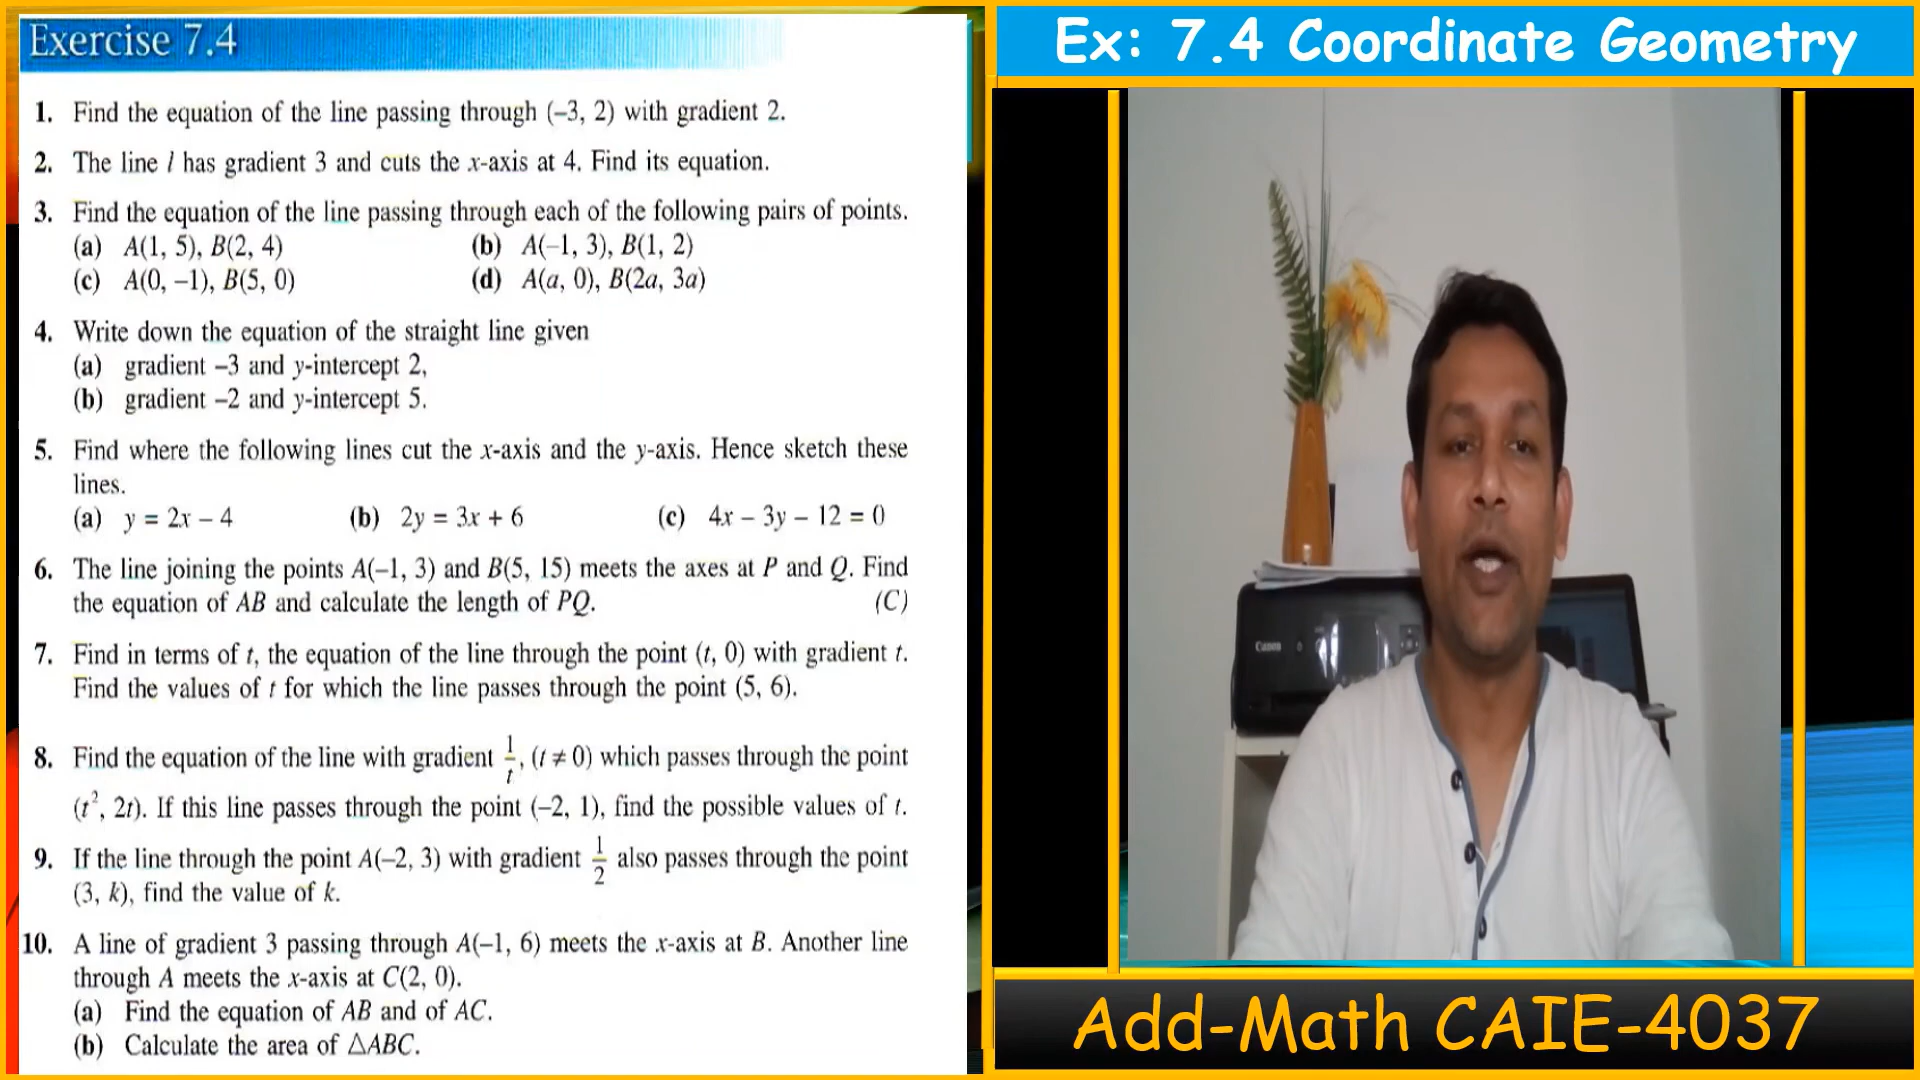 Exercise 7.4
1. Find the equation of the line passing through (–3, 2) with gradient 2.
2. The line l has gradient 3 and cuts the x-axis at 4. Find its equation.
3. Find the equation of the line passing through each of the following pairs of points.
(a) A(1, 5), B(2, 4) (b) A(–1, 3), B(1, 2)
(c) A(0, –1), B(5, 0) (d) A(a, 0), B(2a, 3a)
4. Write down the equation of the straight line given
(a) gradient –3 and y-intercept 2,
(b) gradient –2 and y-intercept 5.
5. Find where the following lines cut the x-axis and the y-axis. Hence sketch these
lines.
(a) y = 2x – 4 (b) 2y = 3x + 6 (c) 4x – 3y – 12 = 0
6. The line joining the points A(–1, 3) and B(5, 15) meets the axes at P and Q. Find
the equation of AB and calculate the length of PQ. (C)
7. Find in terms of t, the equation of the line through the point (t, 0) with gradient t.
Find the values of t for which the line passes through the point (5, 6).
8. Find the equation of the line with gradient 1/t, (t ≠ 0) which passes through the point
(t², 2t). If this line passes through the point (–2, 1), find the possible values of t.
9. If the line through the point A(–2, 3) with gradient 1/2 also passes through the point
(3, k), find the value of k.
10. A line of gradient 3 passing through A(–1, 6) meets the x-axis at B. Another line
through A meets the x-axis at C(2, 0).
(a) Find the equation of AB and of AC.
(b) Calculate the area of △ABC.
Ex: 7.4 Coordinate Geometry
Canon
Add-Math CAIE-4037